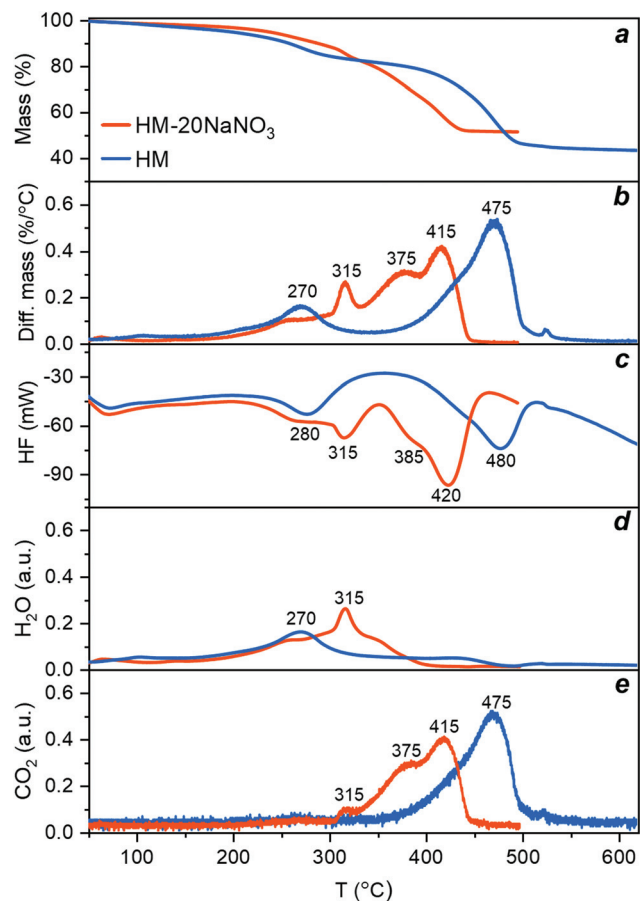 a
Mass (%)
100
80
60
40
HM-20NaNO₃
HM
b
Diff. mass (%/°C)
0.6
0.4
0.2
0.0
270
315
375
415
475
c
HF (mW)
-30
-60
-90
280
315
385
420
480
d
H₂O (a.u.)
0.6
0.4
0.2
0.0
270
315
e
CO₂ (a.u.)
0.6
0.4
0.2
0.0
315
375
415
475
100 200 300 400 500 600
T (°C)